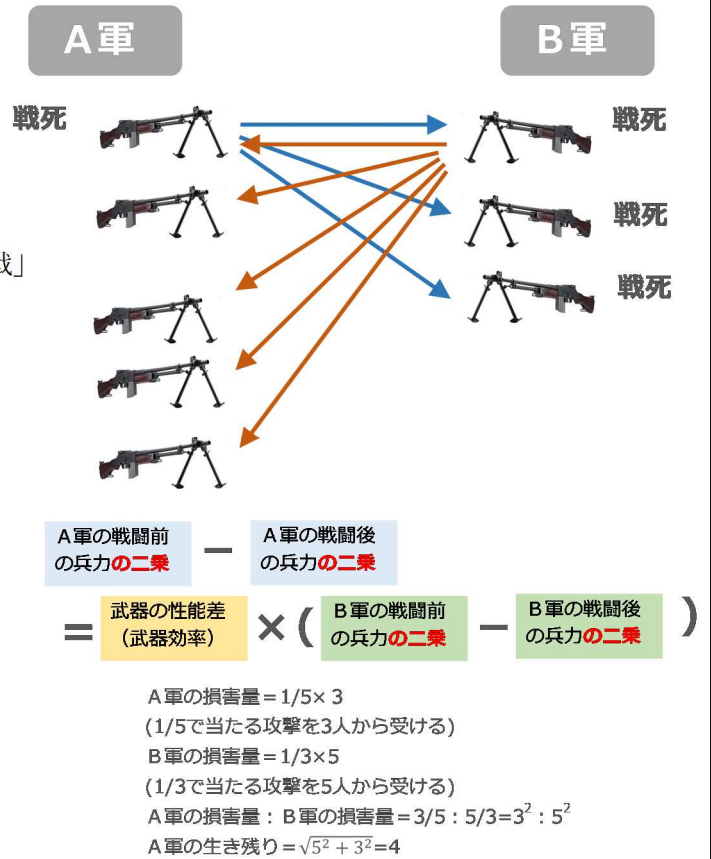 A軍
B軍
戦死
戦死
戦死
戦死
戦」
A軍の戦闘前
の兵力の二乗
－
A軍の戦闘後
の兵力の二乗
＝
武器の性能差
（武器効率）
×(
B軍の戦闘前
の兵力の二乗
－
B軍の戦闘後
の兵力の二乗
)
A軍の損害量＝1/5×3
(1/5で当たる攻撃を3人から受ける)
B軍の損害量＝1/3×5
(1/3で当たる攻撃を5人から受ける)
A軍の損害量：B軍の損害量＝3/5：5/3=3²：5²
A軍の生き残り＝√(5²+3²)=4